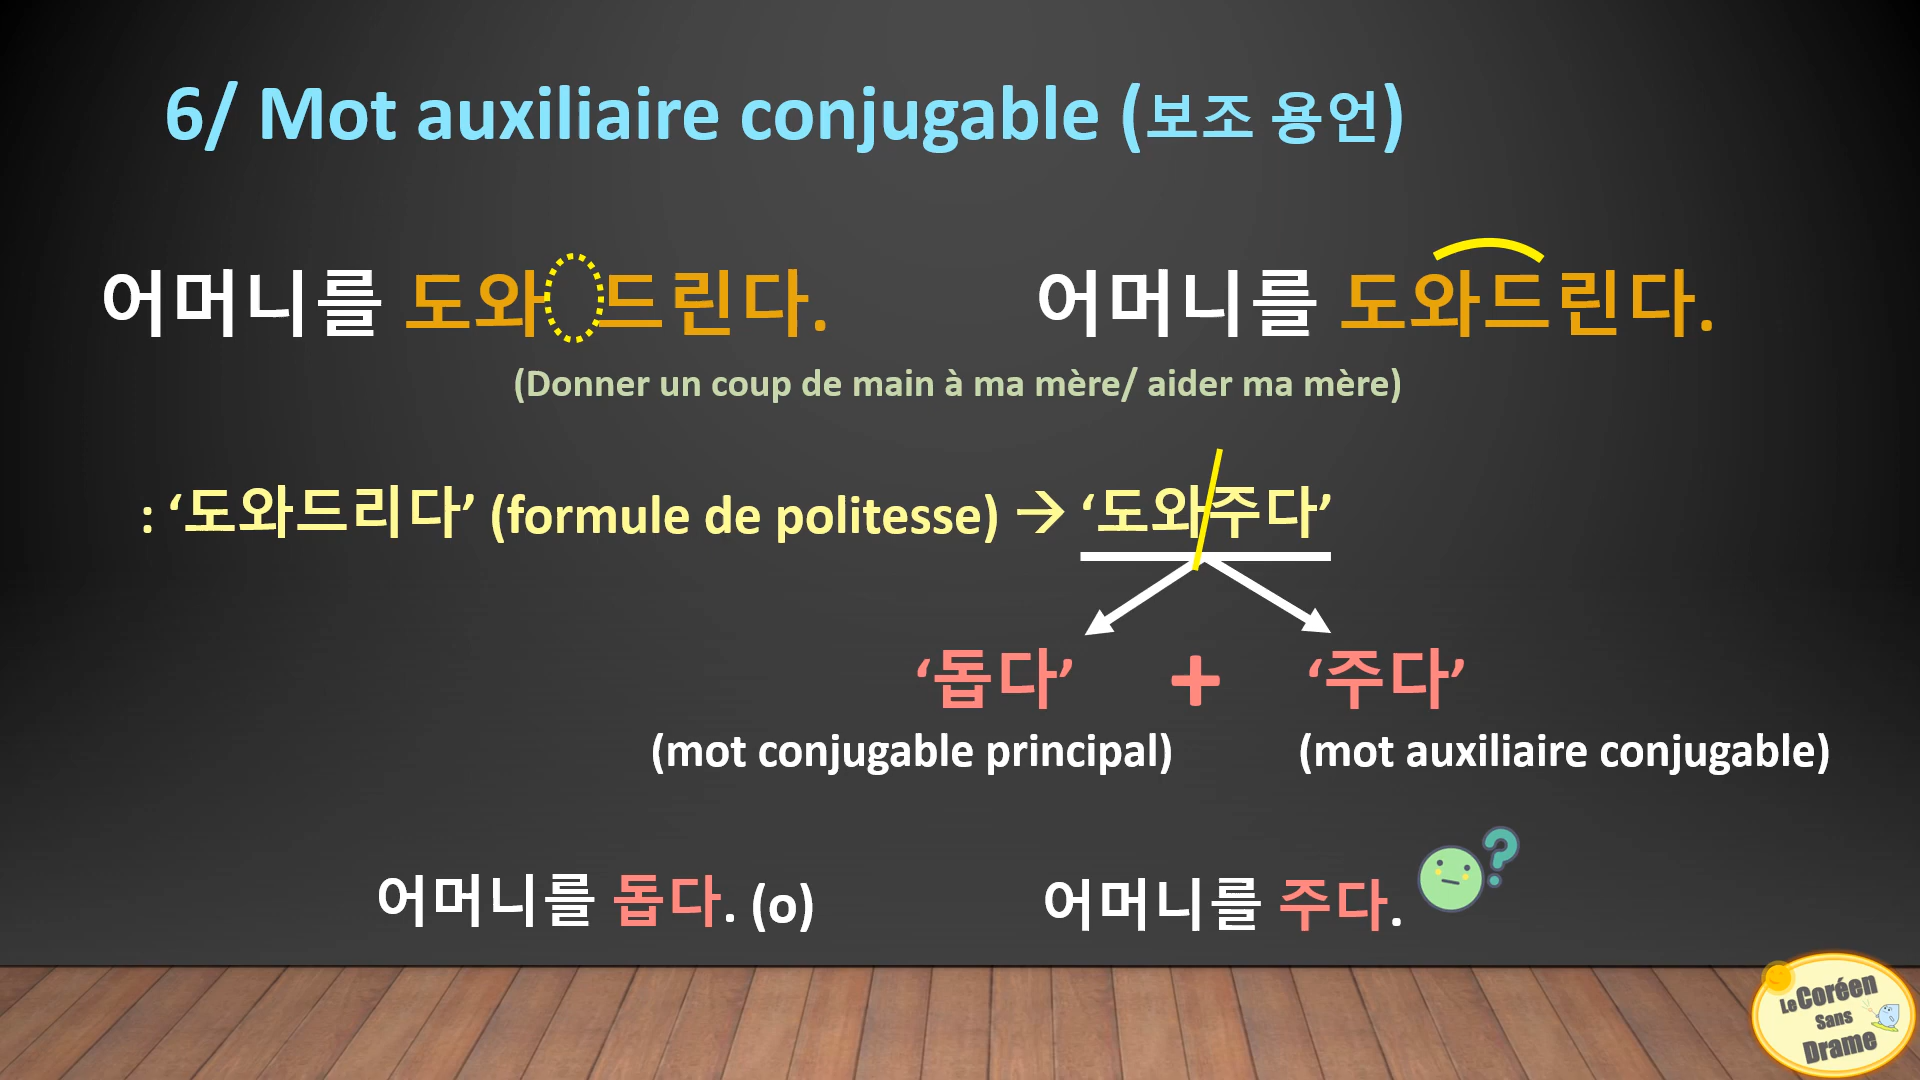 6/ Mot auxiliaire conjugable (보조 용언)
어머니를 도와 드린다.
어머니를 도와드린다.
(Donner un coup de main à ma mère/ aider ma mère)
: ‘도와드리다’ (formule de politesse) → ‘도와주다’
‘돕다’ + ‘주다’
(mot conjugable principal)
(mot auxiliaire conjugable)
어머니를 돕다. (o)
어머니를 주다. ?
Le Coréen
Sans
Drame